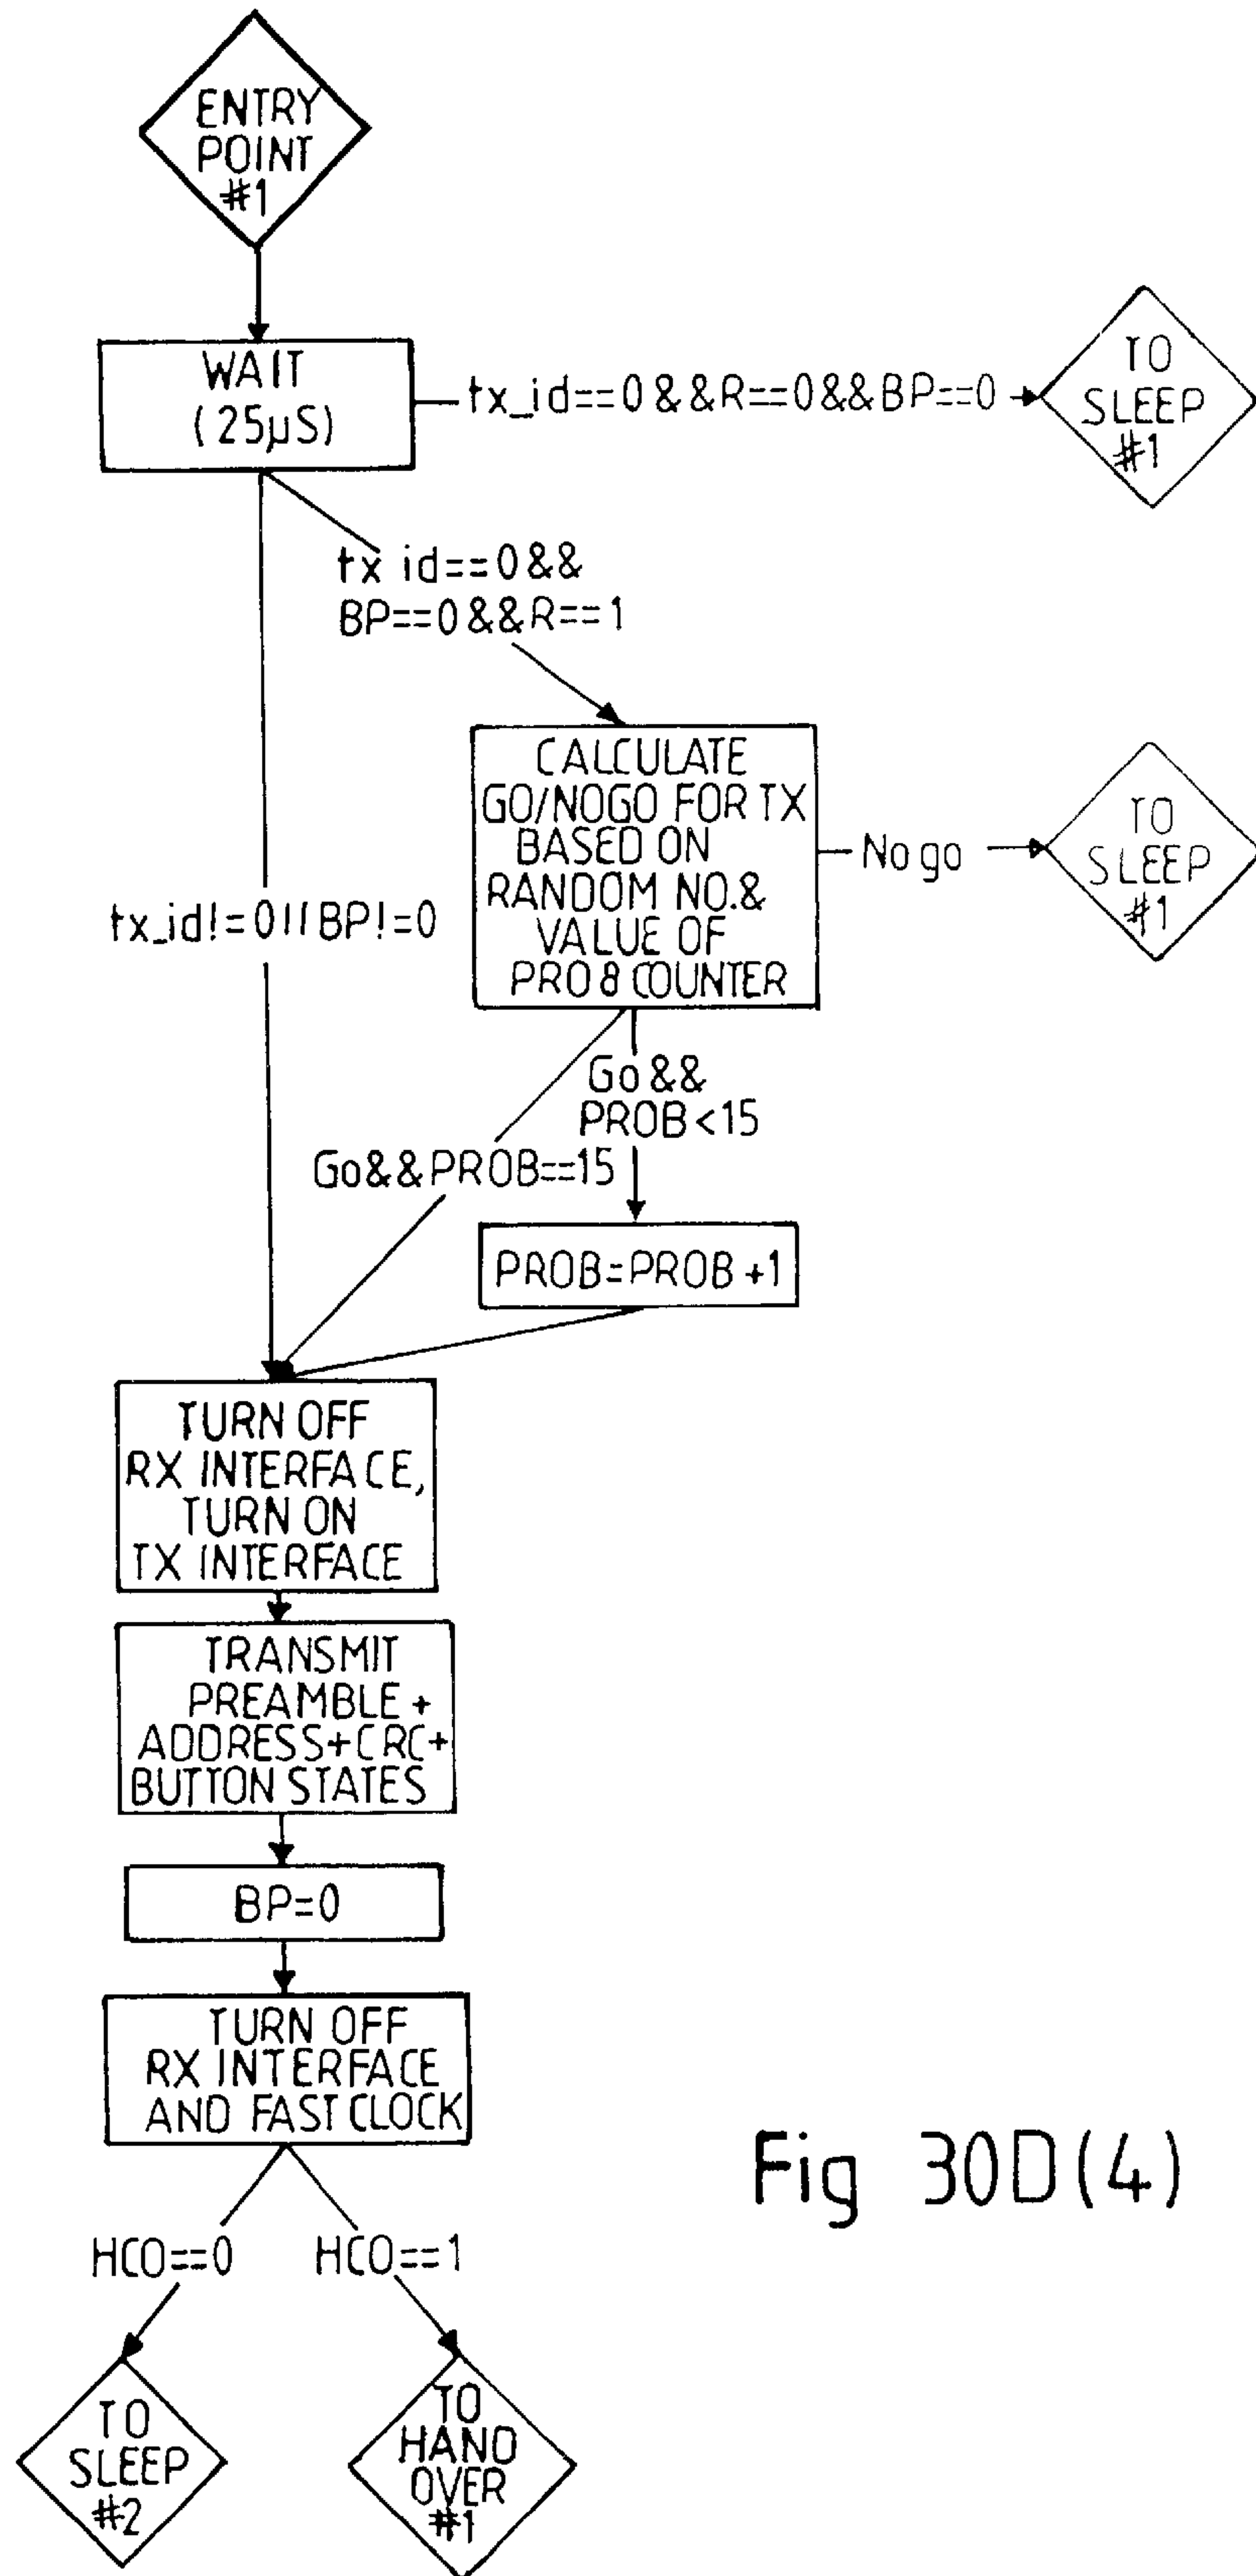 ENTRY
POINT
#1
WAIT
(25µS)
tx_id==0&&R==0&&BP==0
TO
SLEEP
#1
tx id==0&&
BP==0&&R==1
CALCULATE
GO/NOGO FOR TX
BASED ON
RANDOM NO.&
VALUE OF
PRO8 COUNTER
No go
TO
SLEEP
#1
tx_id!=0!!BP!=0
Go&&
PROB<15
Go&&PROB==15
PROB=PROB+1
TURN OFF
RX INTERFACE,
TURN ON
TX INTERFACE
TRANSMIT
PREAMBLE+
ADDRESS+CRC+
BUTTON STATES
BP=0
TURN OFF
RX INTERFACE
AND FAST CLOCK
HCO==0
HCO==1
TO
SLEEP
#2
TO
HAND
OVER
#1
Fig 30D(4)